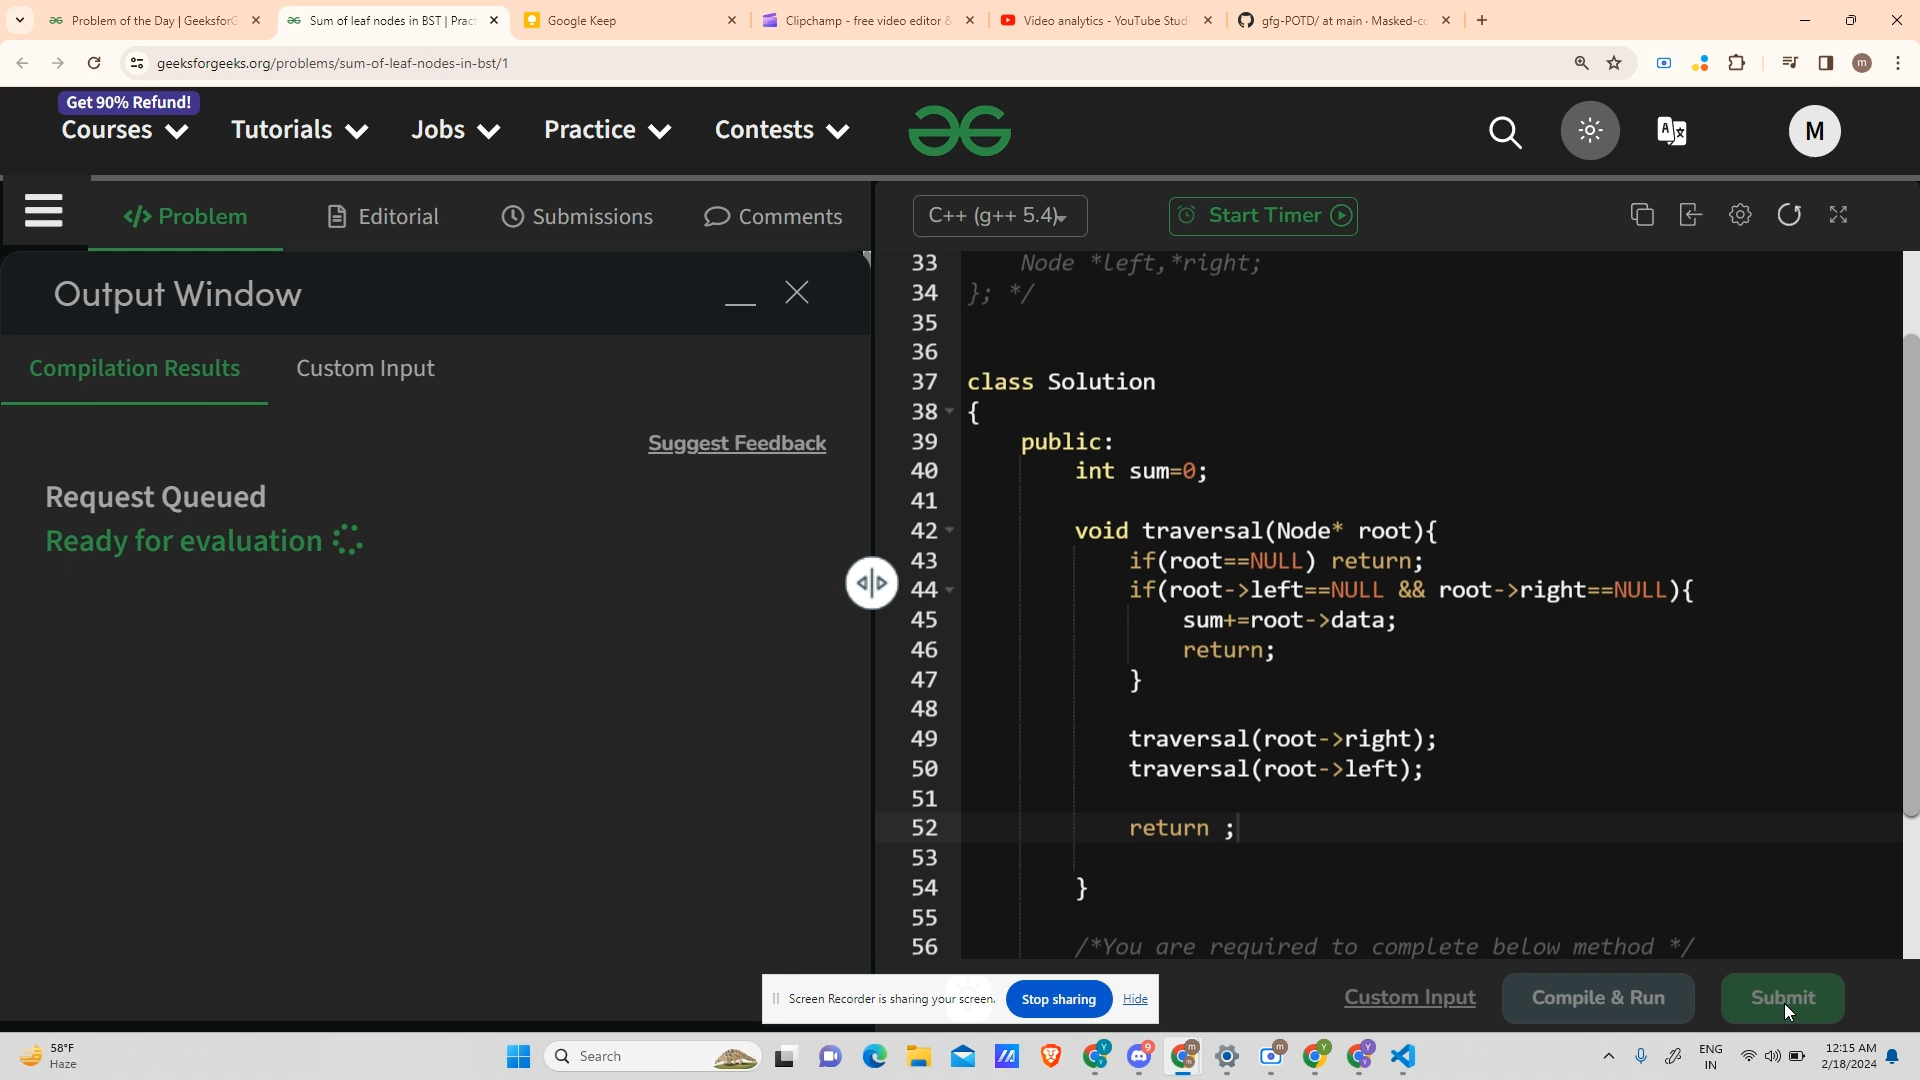 Problem of the Day | GeeksforG
Sum of leaf nodes in BST | Pract
Google Keep
Clipchamp - free video editor &
Video analytics - YouTube Studi
gfg-POTD/ at main · Masked-co
geeksforgeeks.org/problems/sum-of-leaf-nodes-in-bst/1
m
Get 90% Refund!
Courses
Tutorials
Jobs
Practice
Contests
M
</> Problem
Editorial
Submissions
Comments
C++ (g++ 5.4)
Start Timer
Output Window
Compilation Results
Custom Input
Suggest Feedback
Request Queued
Ready for evaluation
33 Node *left,*right;
34 }; */
35
36
37 class Solution
38 {
39 public:
40 int sum=0;
41
42 void traversal(Node* root){
43 if(root==NULL) return;
44 if(root->left==NULL && root->right==NULL){
45 sum+=root->data;
46 return;
47 }
48
49 traversal(root->right);
50 traversal(root->left);
51
52 return ;
53
54 }
55
56 /*You are required to complete below method */
Screen Recorder is sharing your screen.
Stop sharing
Hide
Custom Input
Compile & Run
Submit
58°F
Haze
Search
9
ENG
IN
12:15 AM
2/18/2024